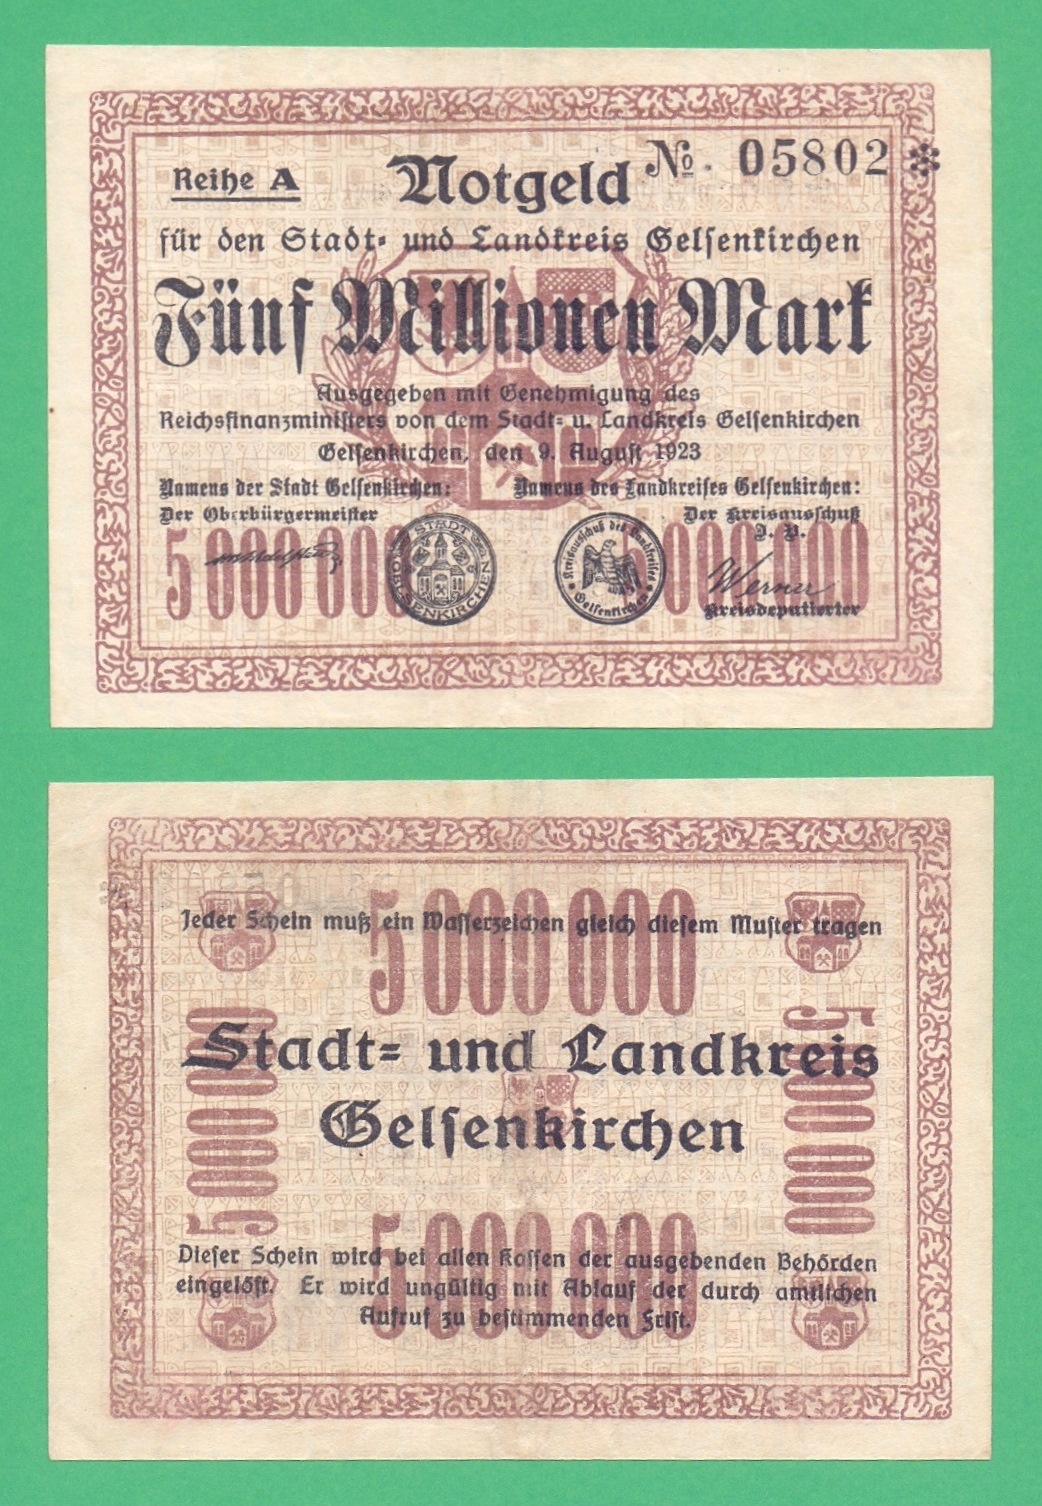 Reihe A
Notgeld
№. 05802 ✻
für den Stadt- und Landkreis Gelsenkirchen
Fünf Millionen Mark
Ausgegeben mit Genehmigung des
Reichsfinanzministers von dem Stadt- u. Landkreis Gelsenkirchen
Gelsenkirchen, den 9. August 1923
Namens der Stadt Gelsenkirchen:
Der Oberbürgermeister
Namens des Landkreises Gelsenkirchen:
Der Kreisausschuß
J. V.
5 000 000
STADT GELSENKIRCHEN
Kreisausschuß des Landkreises Gelsenkirchen
5 000 000
Werner
Kreisdeputierter
Jeder Schein muß ein Wasserzeichen gleich diesem Muster tragen
5 000 000
5 000 000
Stadt- und Landkreis
Gelsenkirchen
5 000 000
5 000 000
Dieser Schein wird bei allen Kassen der ausgebenden Behörden
eingelöst. Er wird ungültig mit Ablauf der durch amtlichen
Aufruf zu bestimmenden Frist.